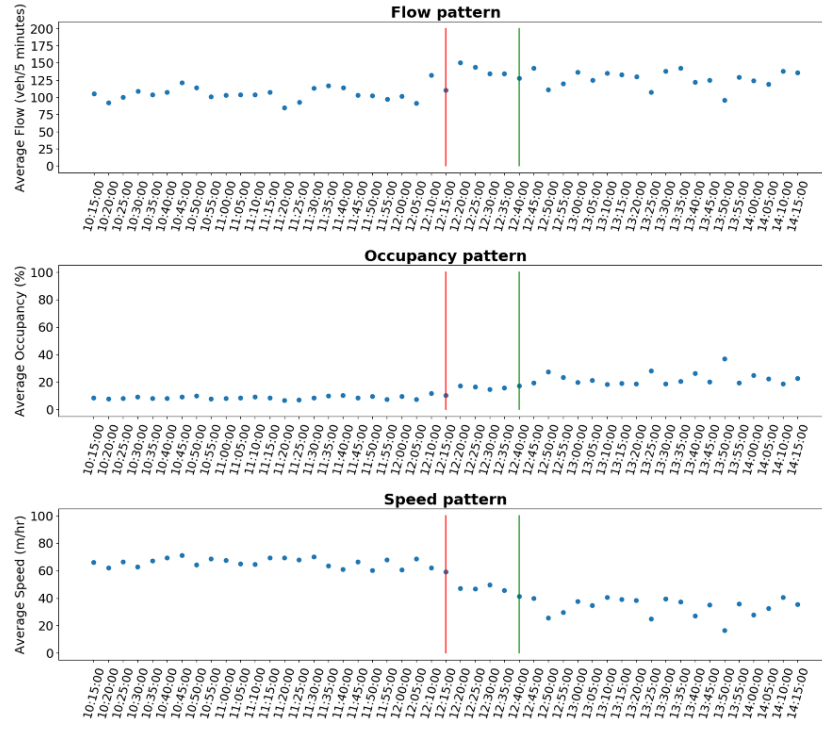 Flow pattern
Average Flow (veh/5 minutes)
200
175
150
125
100
75
50
25
0
10:15:00 10:20:00 10:25:00 10:30:00 10:35:00 10:40:00 10:45:00 10:50:00 10:55:00 11:00:00 11:05:00 11:10:00 11:15:00 11:20:00 11:25:00 11:30:00 11:35:00 11:40:00 11:45:00 11:50:00 11:55:00 12:00:00 12:05:00 12:10:00 12:15:00 12:20:00 12:25:00 12:30:00 12:35:00 12:40:00 12:45:00 12:50:00 12:55:00 13:00:00 13:05:00 13:10:00 13:15:00 13:20:00 13:25:00 13:30:00 13:35:00 13:40:00 13:45:00 13:50:00 13:55:00 14:00:00 14:05:00 14:10:00 14:15:00
Occupancy pattern
Average Occupancy (%)
100
80
60
40
20
0
10:15:00 10:20:00 10:25:00 10:30:00 10:35:00 10:40:00 10:45:00 10:50:00 10:55:00 11:00:00 11:05:00 11:10:00 11:15:00 11:20:00 11:25:00 11:30:00 11:35:00 11:40:00 11:45:00 11:50:00 11:55:00 12:00:00 12:05:00 12:10:00 12:15:00 12:20:00 12:25:00 12:30:00 12:35:00 12:40:00 12:45:00 12:50:00 12:55:00 13:00:00 13:05:00 13:10:00 13:15:00 13:20:00 13:25:00 13:30:00 13:35:00 13:40:00 13:45:00 13:50:00 13:55:00 14:00:00 14:05:00 14:10:00 14:15:00
Speed pattern
Average Speed (m/hr)
100
80
60
40
20
0
10:15:00 10:20:00 10:25:00 10:30:00 10:35:00 10:40:00 10:45:00 10:50:00 10:55:00 11:00:00 11:05:00 11:10:00 11:15:00 11:20:00 11:25:00 11:30:00 11:35:00 11:40:00 11:45:00 11:50:00 11:55:00 12:00:00 12:05:00 12:10:00 12:15:00 12:20:00 12:25:00 12:30:00 12:35:00 12:40:00 12:45:00 12:50:00 12:55:00 13:00:00 13:05:00 13:10:00 13:15:00 13:20:00 13:25:00 13:30:00 13:35:00 13:40:00 13:45:00 13:50:00 13:55:00 14:00:00 14:05:00 14:10:00 14:15:00